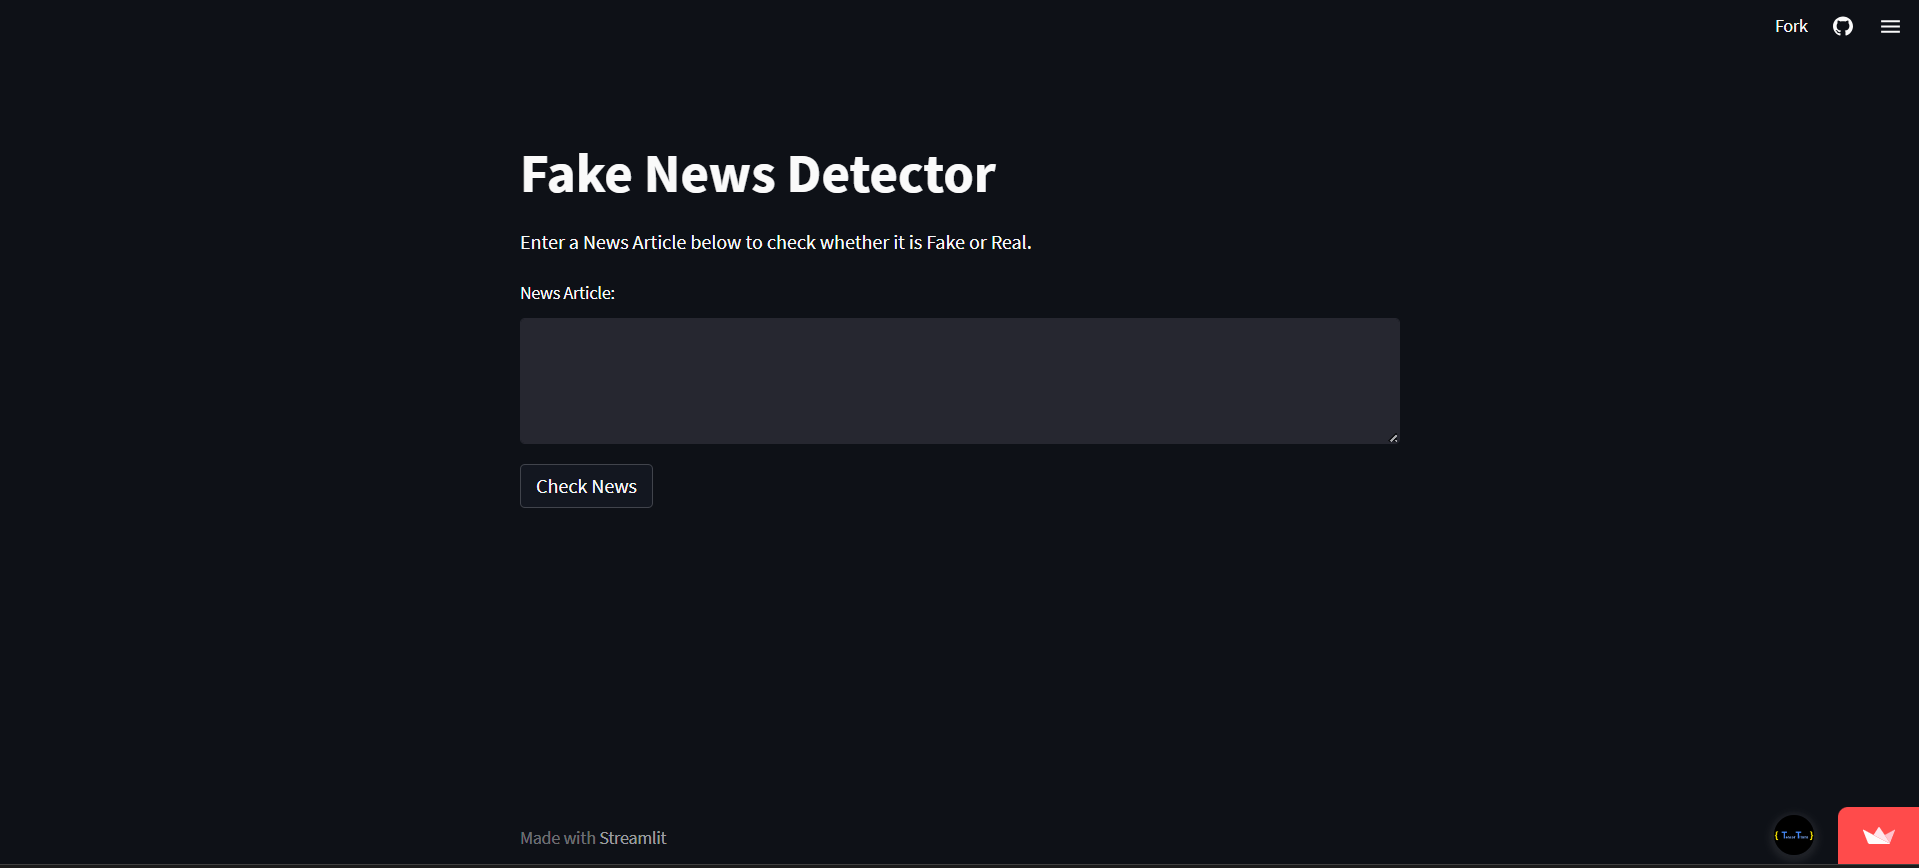 Fork
Fake News Detector
Enter a News Article below to check whether it is Fake or Real.
News Article:
Check News
Made with Streamlit